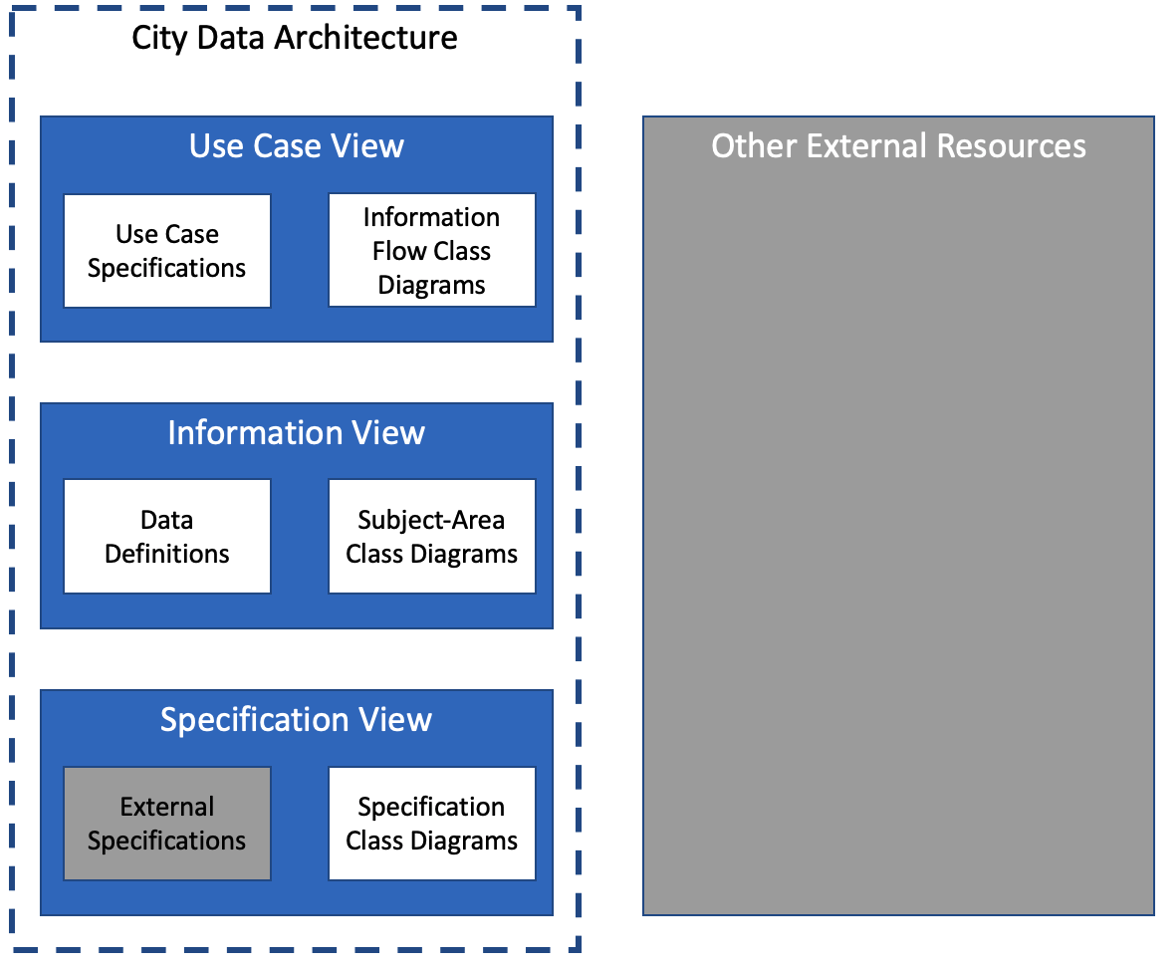 City Data Architecture
Use Case View
Use Case
Specifications
Information
Flow Class
Diagrams
Information View
Data
Definitions
Subject-Area
Class Diagrams
Specification View
External
Specifications
Specification
Class Diagrams
Other External Resources